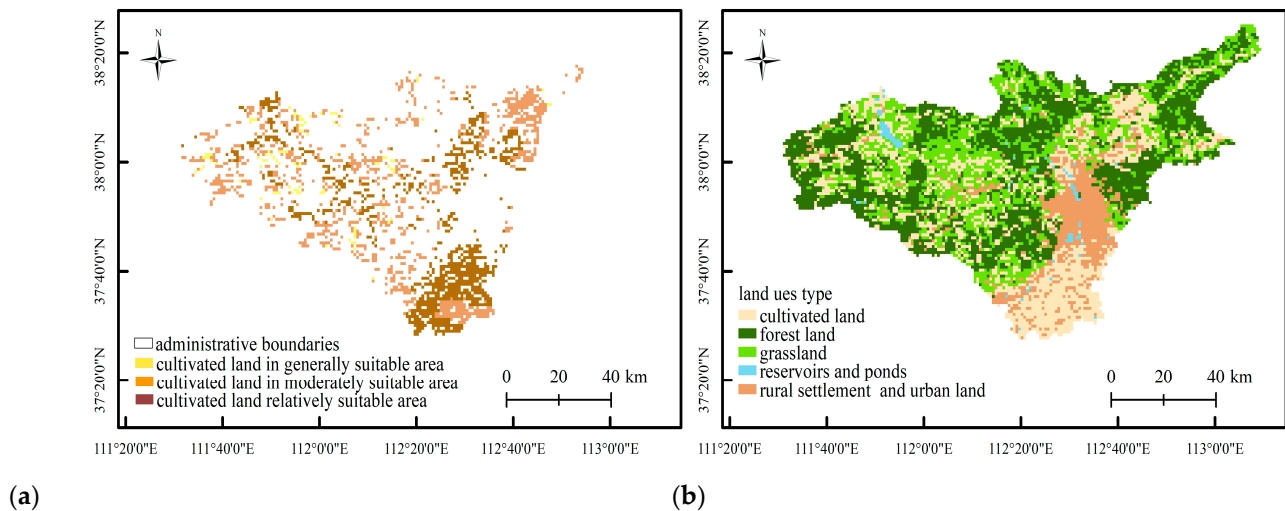 N
38°20'0"N
38°0'0"N
37°40'0"N
37°20'0"N
administrative boundaries
cultivated land in generally suitable area
cultivated land in moderately suitable area
cultivated land relatively suitable area
0 20 40 km
111°20'0"E 111°40'0"E 112°0'0"E 112°20'0"E 112°40'0"E 113°0'0"E
(a)
N
38°20'0"N
38°0'0"N
37°40'0"N
37°20'0"N
land ues type
cultivated land
forest land
grassland
reservoirs and ponds
rural settlement and urban land
0 20 40 km
111°20'0"E 111°40'0"E 112°0'0"E 112°20'0"E 112°40'0"E 113°0'0"E
(b)